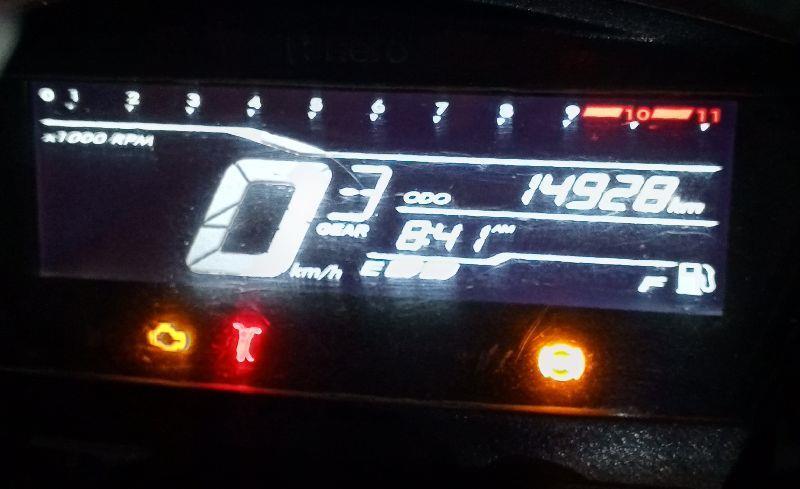 0 1 2 3 4 5 6 7 8 9 10 11
x1000 RPM
0 km/h
3 GEAR
ODO 14928 km
8:41 AM
E F